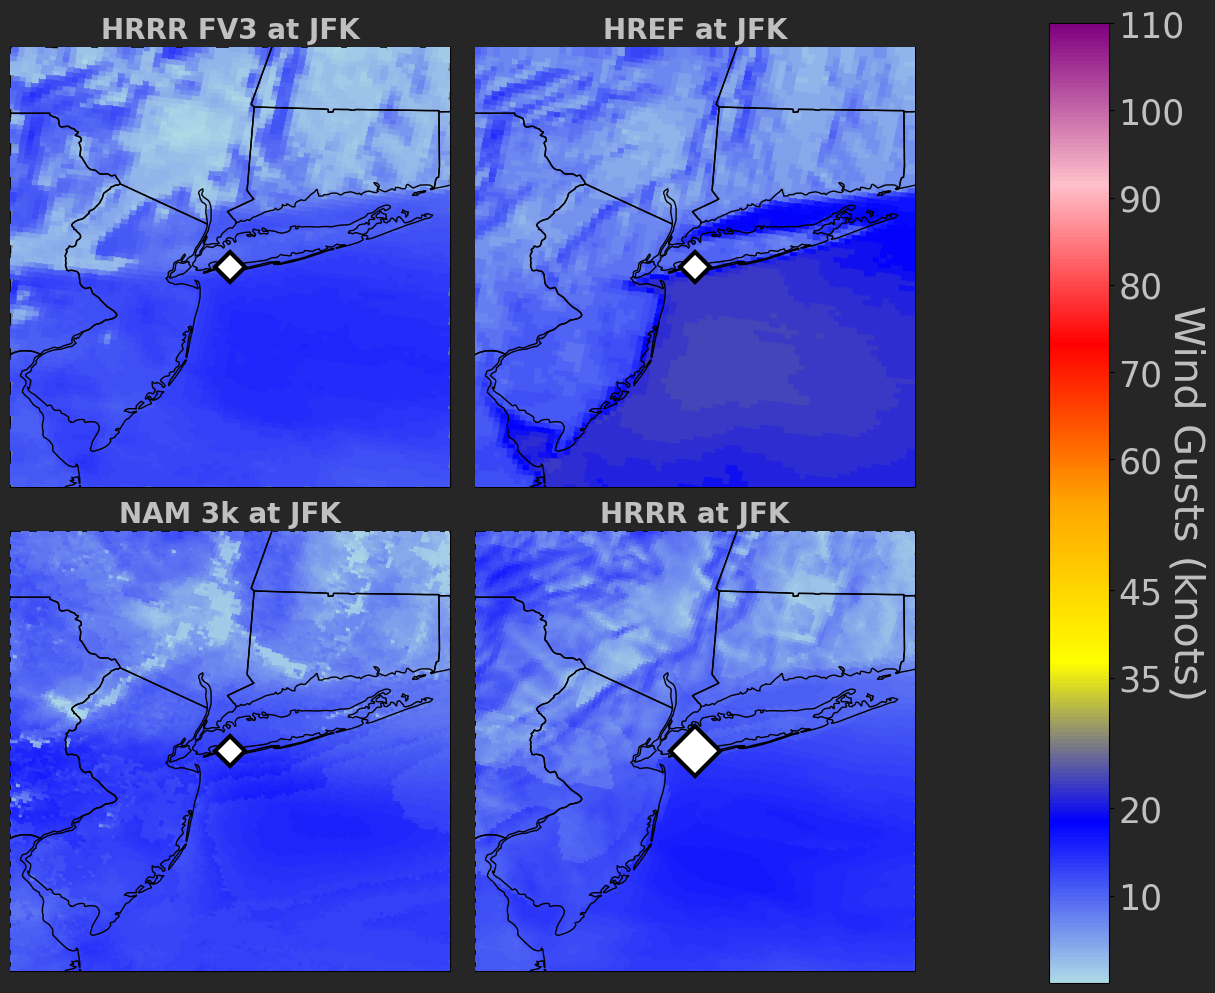 HRRR FV3 at JFK
HREF at JFK
NAM 3k at JFK
HRRR at JFK
110
100
90
80
70
60
45
35
20
10
Wind Gusts (knots)